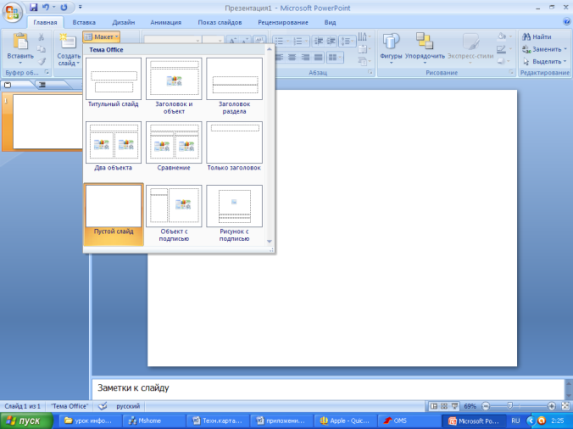 Презентация1 - Microsoft PowerPoint
Главная Вставка Дизайн Анимация Показ слайдов Рецензирование Вид
Вставить
Буфер об...
Создать слайд
Макет
Абзац
Фигуры Упорядочить Экспресс-стили
Рисование
Найти
Заменить
Выделить
Редактирование
Тема Office
Титульный слайд
Заголовок и объект
Заголовок раздела
Два объекта
Сравнение
Только заголовок
Пустой слайд
Объект с подписью
Рисунок с подписью
1
Заметки к слайду
Слайд 1 из 1 "Тема Office" русский 69%
пуск урок инфо... Mshome Техн.карта... приложени... Apple - Quic... OMS Microsoft Po... RU 2:25